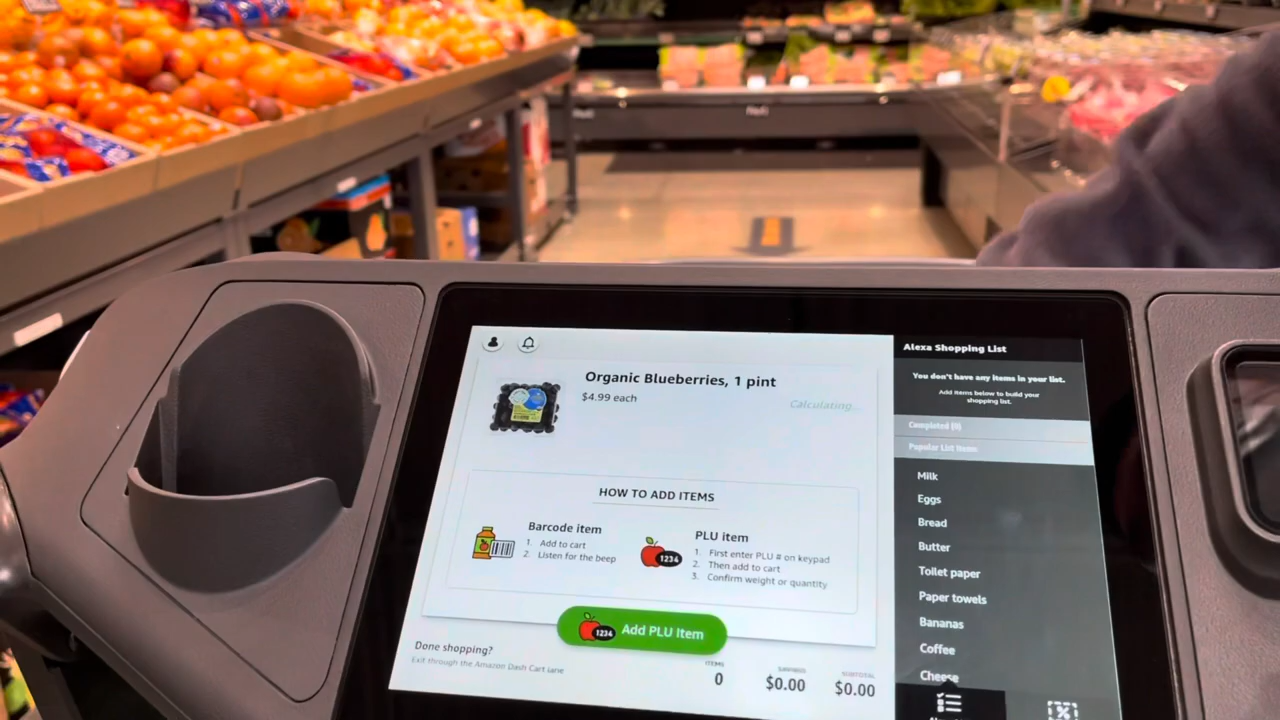 Organic Blueberries, 1 pint
$4.99 each
Calculating...
HOW TO ADD ITEMS
Barcode item
1. Add to cart
2. Listen for the beep
1234
PLU item
1. First enter PLU # on keypad
2. Then add to cart
3. Confirm weight or quantity
1234
Add PLU Item
Done shopping?
Exit through the Amazon Dash Cart lane
ITEMS
0
SAVINGS
$0.00
SUBTOTAL
$0.00
Alexa Shopping List
You don't have any items in your list.
Add items below to build your
shopping list.
Completed (0)
Popular List Items
Milk
Eggs
Bread
Butter
Toilet paper
Paper towels
Bananas
Coffee
Cheese